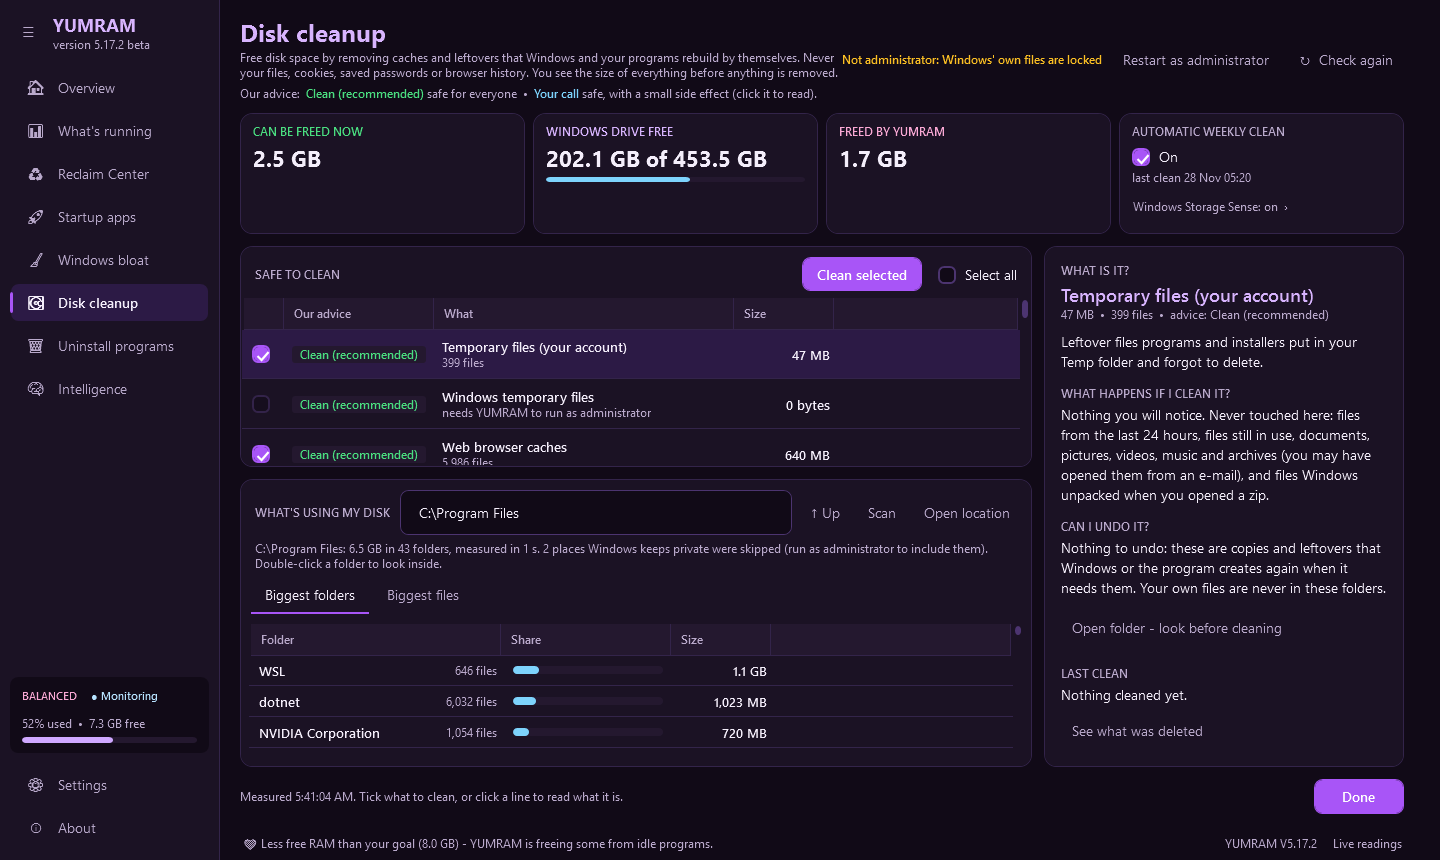 YUMRAM
version 5.17.2 beta
Overview
What's running
Reclaim Center
Startup apps
Windows bloat
Disk cleanup
Uninstall programs
Intelligence
BALANCED • Monitoring
52% used • 7.3 GB free
Settings
About
Disk cleanup
Free disk space by removing caches and leftovers that Windows and your programs rebuild by themselves. Never
your files, cookies, saved passwords or browser history. You see the size of everything before anything is removed.
Not administrator: Windows' own files are locked
Restart as administrator
↻ Check again
Our advice: Clean (recommended) safe for everyone • Your call safe, with a small side effect (click it to read).
CAN BE FREED NOW
2.5 GB
WINDOWS DRIVE FREE
202.1 GB of 453.5 GB
FREED BY YUMRAM
1.7 GB
AUTOMATIC WEEKLY CLEAN
On
last clean 28 Nov 05:20
Windows Storage Sense: on ›
SAFE TO CLEAN
Clean selected
Select all
Our advice What Size
Clean (recommended) Temporary files (your account) 47 MB
399 files
Clean (recommended) Windows temporary files 0 bytes
needs YUMRAM to run as administrator
Clean (recommended) Web browser caches 640 MB
5,986 files
WHAT'S USING MY DISK
C:\Program Files
↑ Up
Scan
Open location
C:\Program Files: 6.5 GB in 43 folders, measured in 1 s. 2 places Windows keeps private were skipped (run as administrator to include them).
Double-click a folder to look inside.
Biggest folders Biggest files
Folder Share Size
WSL 646 files 1.1 GB
dotnet 6,032 files 1,023 MB
NVIDIA Corporation 1,054 files 720 MB
WHAT IS IT?
Temporary files (your account)
47 MB • 399 files • advice: Clean (recommended)
Leftover files programs and installers put in your
Temp folder and forgot to delete.
WHAT HAPPENS IF I CLEAN IT?
Nothing you will notice. Never touched here: files
from the last 24 hours, files still in use, documents,
pictures, videos, music and archives (you may have
opened them from an e-mail), and files Windows
unpacked when you opened a zip.
CAN I UNDO IT?
Nothing to undo: these are copies and leftovers that
Windows or the program creates again when it
needs them. Your own files are never in these folders.
Open folder - look before cleaning
LAST CLEAN
Nothing cleaned yet.
See what was deleted
Measured 5:41:04 AM. Tick what to clean, or click a line to read what it is.
Done
Less free RAM than your goal (8.0 GB) - YUMRAM is freeing some from idle programs.
YUMRAM V5.17.2 Live readings